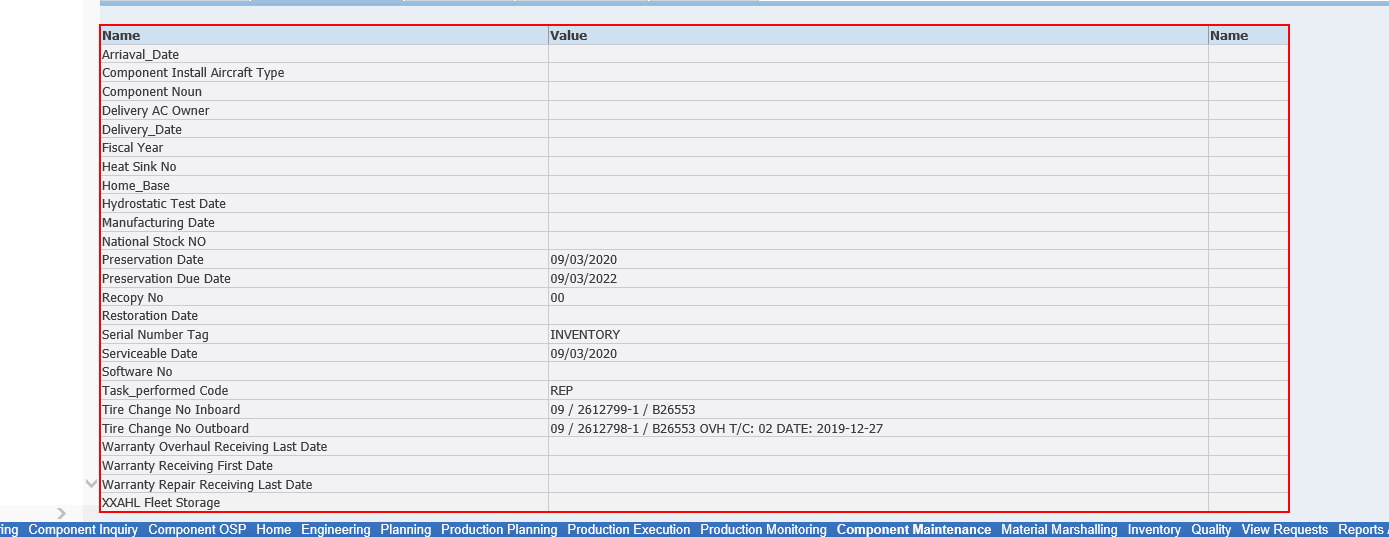 Name Value Name
Arriaval_Date
Component Install Aircraft Type
Component Noun
Delivery AC Owner
Delivery_Date
Fiscal Year
Heat Sink No
Home_Base
Hydrostatic Test Date
Manufacturing Date
National Stock NO
Preservation Date 09/03/2020
Preservation Due Date 09/03/2022
Recopy No 00
Restoration Date
Serial Number Tag INVENTORY
Serviceable Date 09/03/2020
Software No
Task_performed Code REP
Tire Change No Inboard 09 / 2612799-1 / B26553
Tire Change No Outboard 09 / 2612798-1 / B26553 OVH T/C: 02 DATE: 2019-12-27
Warranty Overhaul Receiving Last Date
Warranty Receiving First Date
Warranty Repair Receiving Last Date
XXAHL Fleet Storage
ing Component Inquiry Component OSP Home Engineering Planning Production Planning Production Execution Production Monitoring Component Maintenance Material Marshalling Inventory Quality View Requests Reports